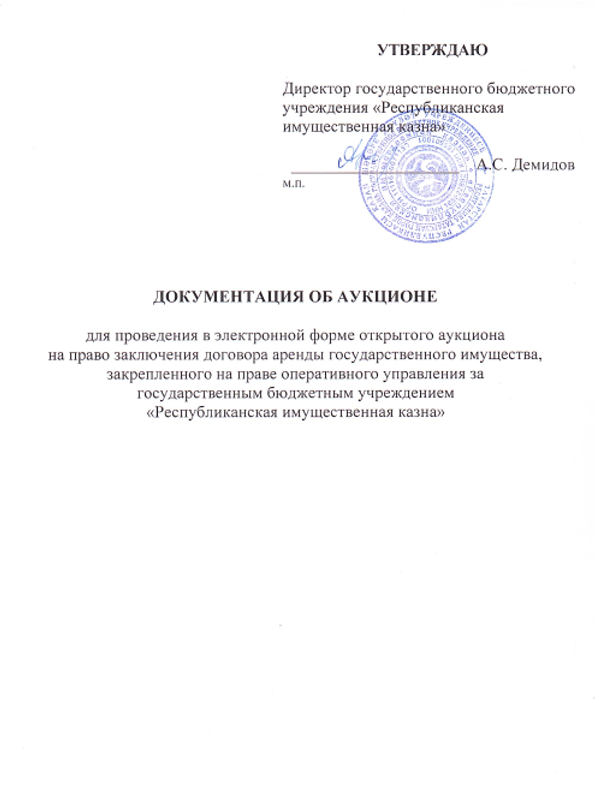 УТВЕРЖДАЮ
Директор государственного бюджетного
учреждения «Республиканская
имущественная казна»
А.С. Демидов
М.П.
ДОКУМЕНТАЦИЯ ОБ АУКЦИОНЕ
для проведения в электронной форме открытого аукциона
на право заключения договора аренды государственного имущества,
закрепленного на праве оперативного управления за
государственным бюджетным учреждением
«Республиканская имущественная казна»